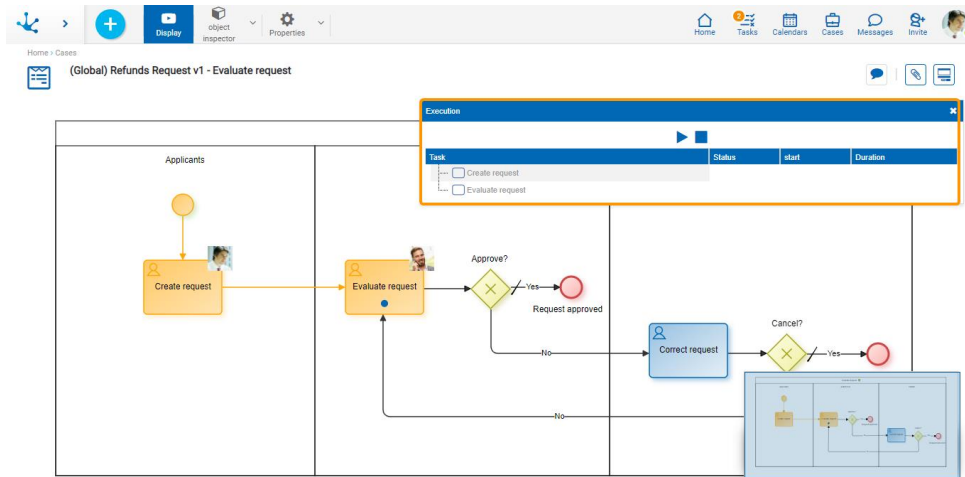 Display
object
inspector
Properties
Home
2
Tasks
Calendars
Cases
Messages
Invite
Home › Cases
(Global) Refunds Request v1 - Evaluate request
Execution
Task Status start Duration
Create request
Evaluate request
Applicants
Create request
Evaluate request
Approve?
Yes
Request approved
No
Correct request
Cancel?
Yes
No